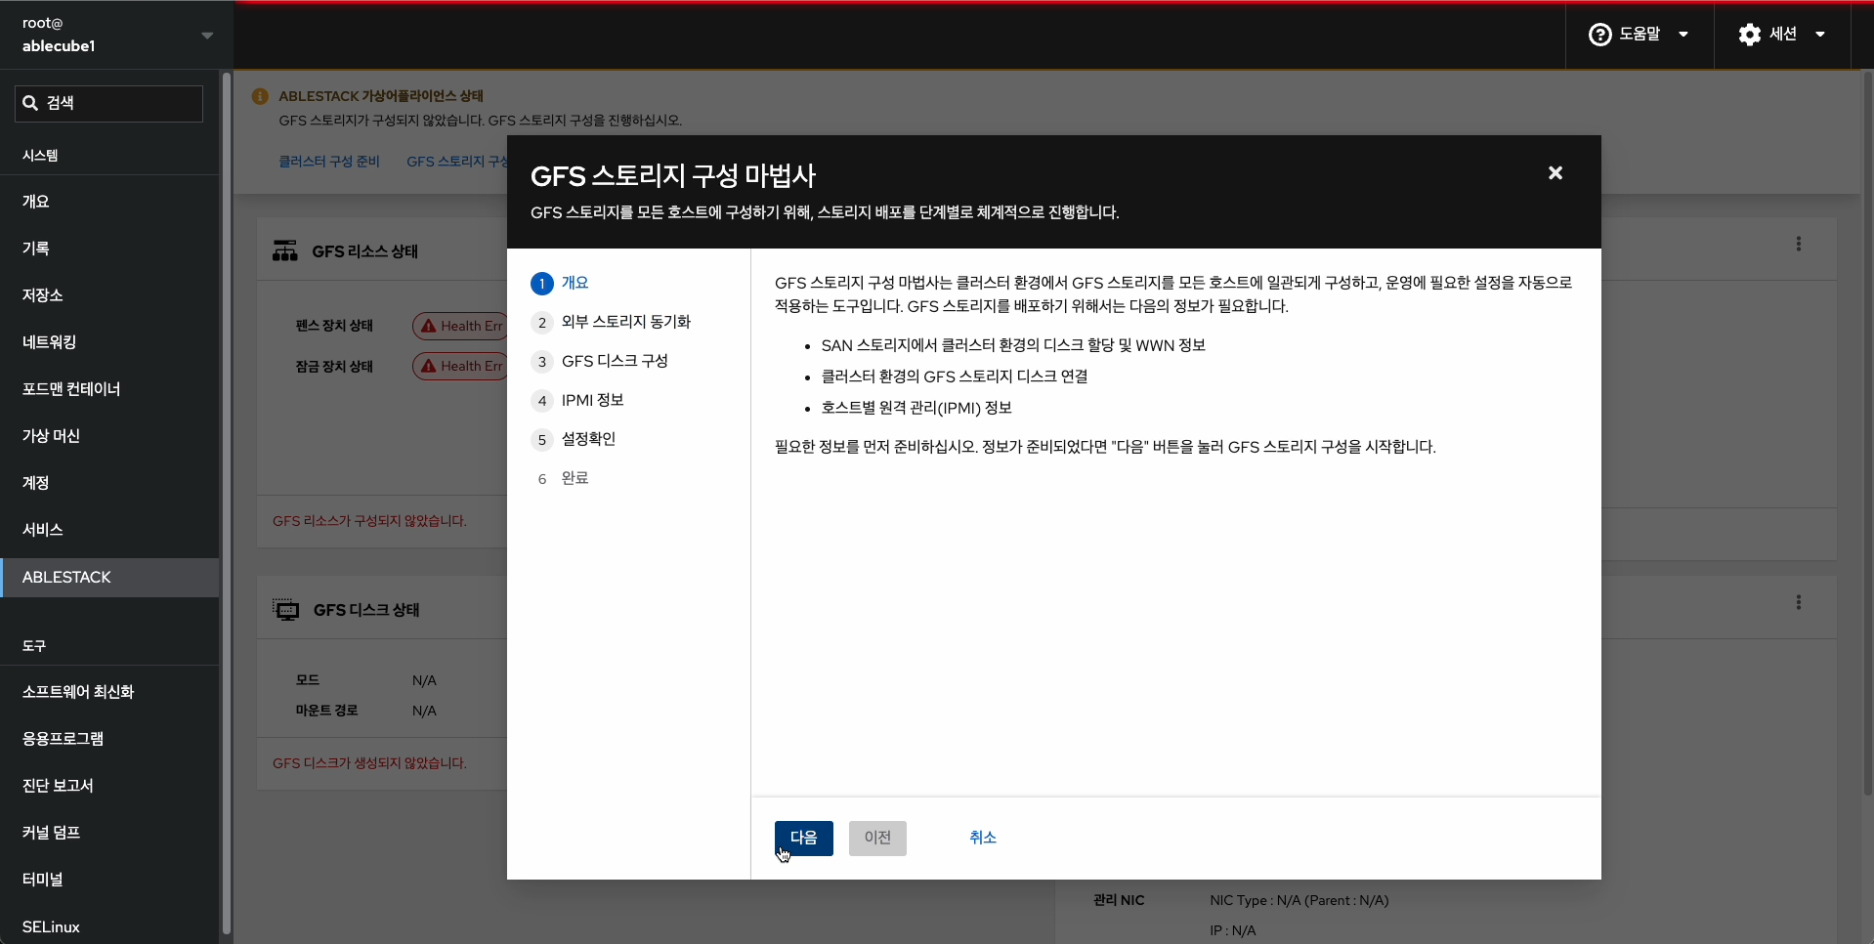 root@
ablecube1
도움말
세션
검색
시스템
개요
기록
저장소
네트워킹
포드맨 컨테이너
가상 머신
계정
서비스
ABLESTACK
도구
소프트웨어 최신화
응용프로그램
진단 보고서
커널 덤프
터미널
SELinux
ABLESTACK 가상어플라이언스 상태
GFS 스토리지가 구성되지 않았습니다. GFS 스토리지 구성을 진행하십시오.
클러스터 구성 준비
GFS 스토리지 구성
GFS 리소스 상태
펜스 장치 상태
Health Err
잠금 장치 상태
Health Err
GFS 리소스가 구성되지 않았습니다.
GFS 디스크 상태
모드
N/A
마운트 경로
N/A
GFS 디스크가 생성되지 않았습니다.
GFS 스토리지 구성 마법사
GFS 스토리지를 모든 호스트에 구성하기 위해, 스토리지 배포를 단계별로 체계적으로 진행합니다.
1 개요
2 외부 스토리지 동기화
3 GFS 디스크 구성
4 IPMI 정보
5 설정확인
6 완료
GFS 스토리지 구성 마법사는 클러스터 환경에서 GFS 스토리지를 모든 호스트에 일관되게 구성하고, 운영에 필요한 설정을 자동으로
적용하는 도구입니다. GFS 스토리지를 배포하기 위해서는 다음의 정보가 필요합니다.
• SAN 스토리지에서 클러스터 환경의 디스크 할당 및 WWN 정보
• 클러스터 환경의 GFS 스토리지 디스크 연결
• 호스트별 원격 관리(IPMI) 정보
필요한 정보를 먼저 준비하십시오. 정보가 준비되었다면 "다음" 버튼을 눌러 GFS 스토리지 구성을 시작합니다.
다음
이전
취소
관리 NIC
NIC Type : N/A (Parent : N/A)
IP : N/A